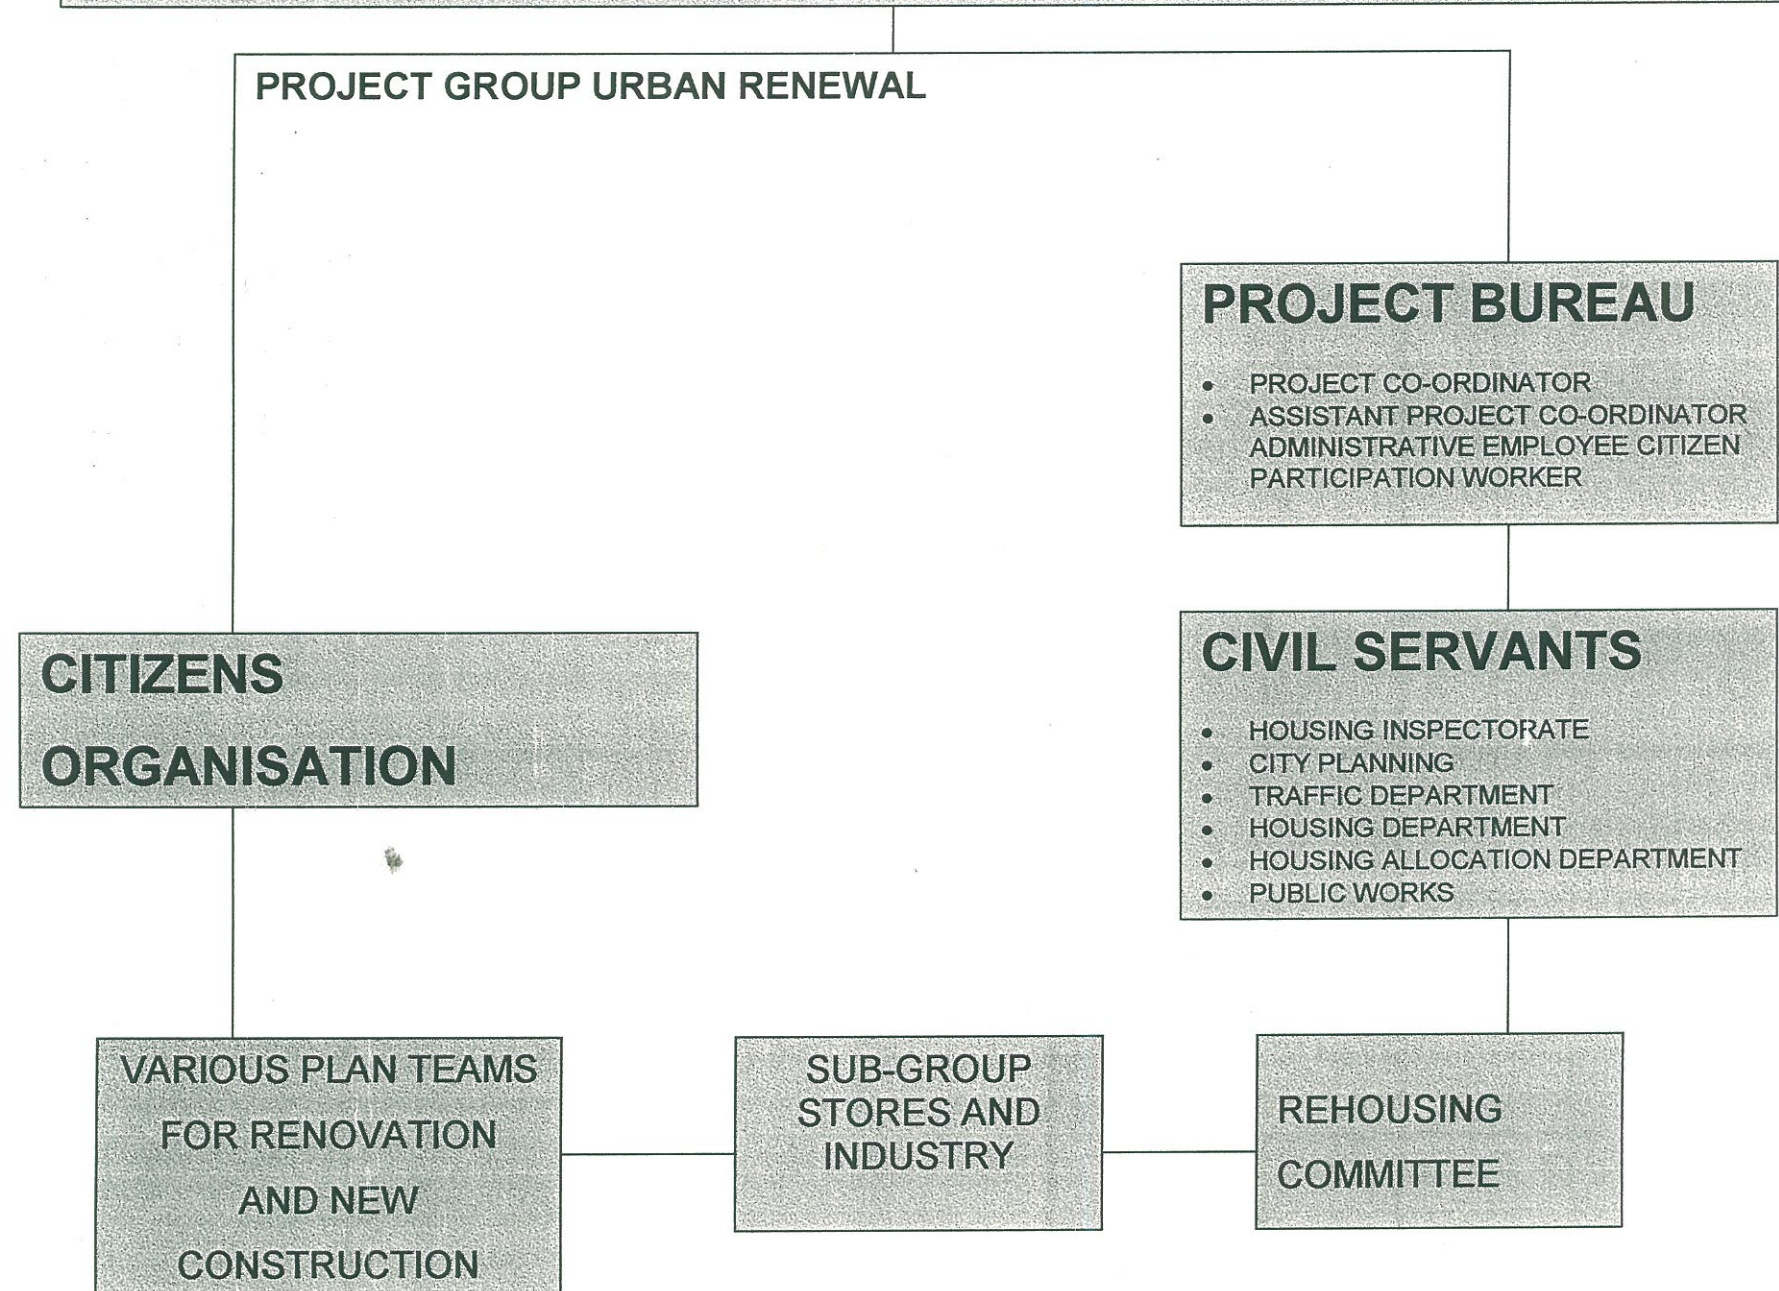 PROJECT GROUP URBAN RENEWAL
PROJECT BUREAU
• PROJECT CO-ORDINATOR
• ASSISTANT PROJECT CO-ORDINATOR
ADMINISTRATIVE EMPLOYEE CITIZEN
PARTICIPATION WORKER
CITIZENS
ORGANISATION
CIVIL SERVANTS
• HOUSING INSPECTORATE
• CITY PLANNING
• TRAFFIC DEPARTMENT
• HOUSING DEPARTMENT
• HOUSING ALLOCATION DEPARTMENT
• PUBLIC WORKS
VARIOUS PLAN TEAMS
FOR RENOVATION
AND NEW
CONSTRUCTION
SUB-GROUP
STORES AND
INDUSTRY
REHOUSING
COMMITTEE